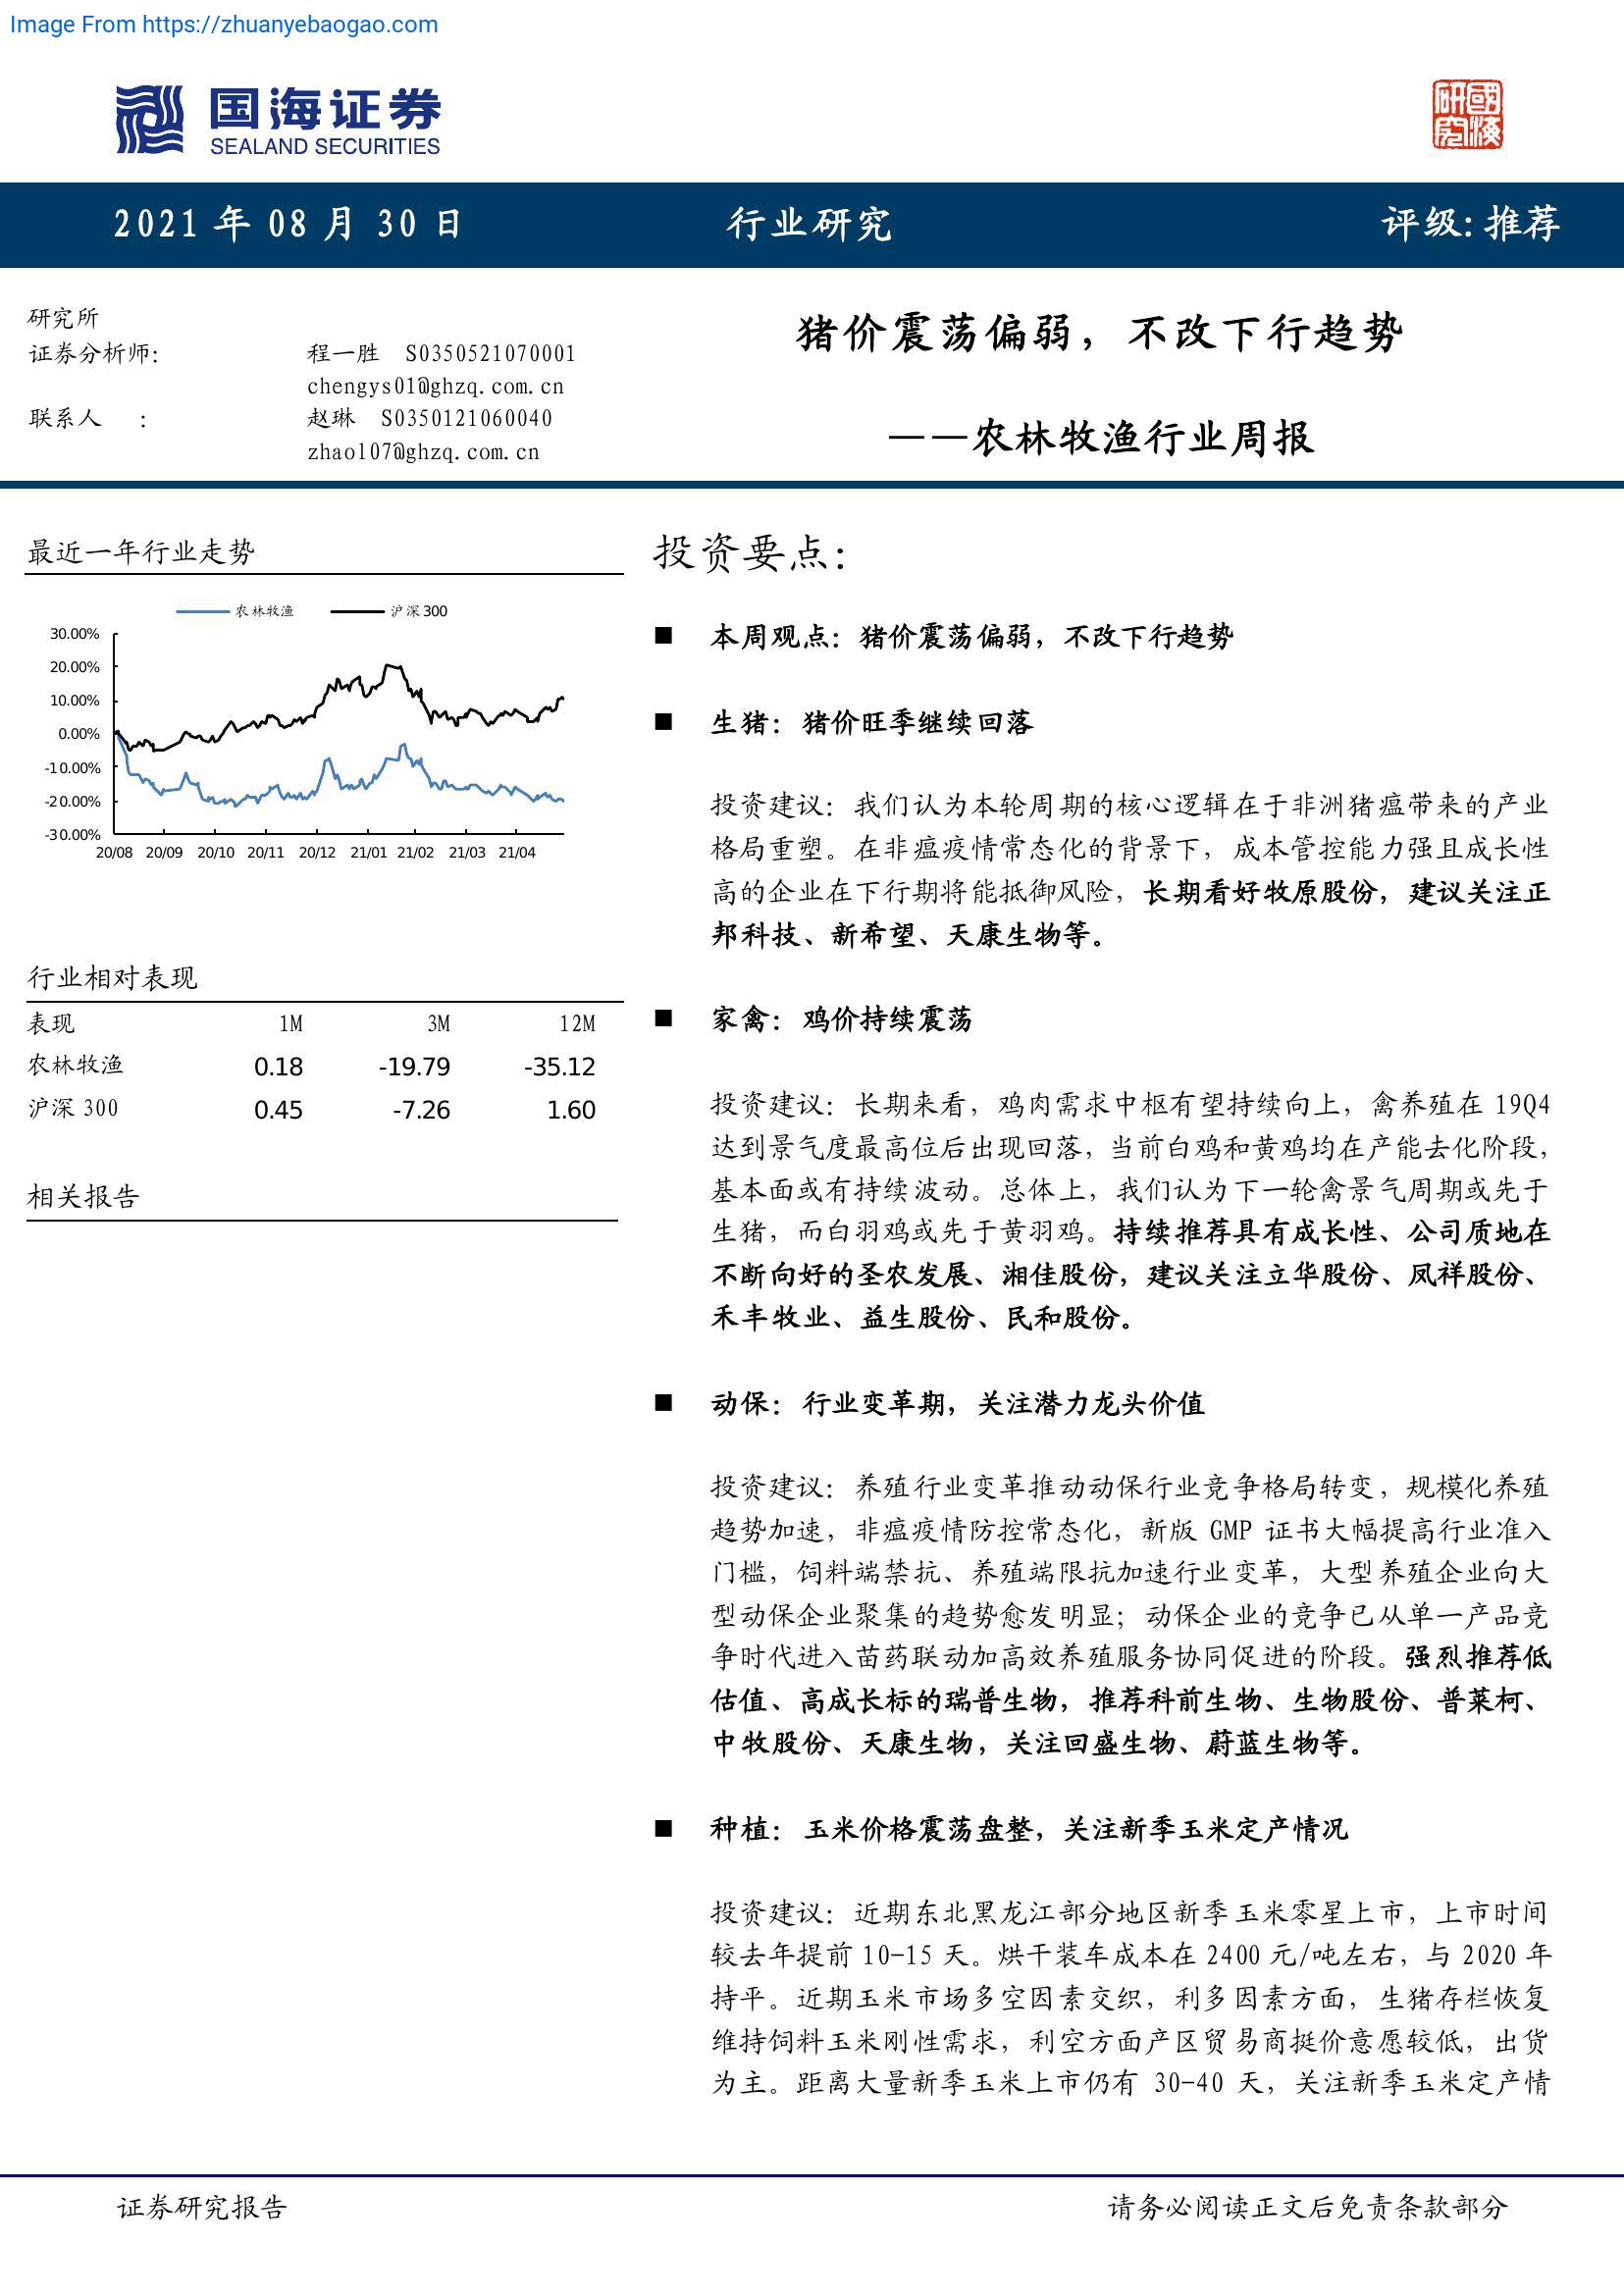 Image From https://zhuanyebaogao.com
国海证券
SEALAND SECURITIES
國海
研究
2021 年 08 月 30 日
行业研究
评级:推荐
研究所
证券分析师:
程一胜 S0350521070001
chengys01@ghzq.com.cn
联系人 :
赵琳 S0350121060040
zhaol07@ghzq.com.cn
猪价震荡偏弱，不改下行趋势
——农林牧渔行业周报
最近一年行业走势
农林牧渔 沪深300
30.00%
20.00%
10.00%
0.00%
-10.00%
-20.00%
-30.00%
20/08 20/09 20/10 20/11 20/12 21/01 21/02 21/03 21/04
行业相对表现
表现 1M 3M 12M
农林牧渔 0.18 -19.79 -35.12
沪深 300 0.45 -7.26 1.60
相关报告
投资要点:
■ 本周观点：猪价震荡偏弱，不改下行趋势
■ 生猪：猪价旺季继续回落
投资建议：我们认为本轮周期的核心逻辑在于非洲猪瘟带来的产业
格局重塑。在非瘟疫情常态化的背景下，成本管控能力强且成长性
高的企业在下行期将能抵御风险，长期看好牧原股份，建议关注正
邦科技、新希望、天康生物等。
■ 家禽：鸡价持续震荡
投资建议：长期来看，鸡肉需求中枢有望持续向上，禽养殖在 19Q4
达到景气度最高位后出现回落，当前白鸡和黄鸡均在产能去化阶段，
基本面或有持续波动。总体上，我们认为下一轮禽景气周期或先于
生猪，而白羽鸡或先于黄羽鸡。持续推荐具有成长性、公司质地在
不断向好的圣农发展、湘佳股份，建议关注立华股份、凤祥股份、
禾丰牧业、益生股份、民和股份。
■ 动保：行业变革期，关注潜力龙头价值
投资建议：养殖行业变革推动动保行业竞争格局转变，规模化养殖
趋势加速，非瘟疫情防控常态化，新版 GMP 证书大幅提高行业准入
门槛，饲料端禁抗、养殖端限抗加速行业变革，大型养殖企业向大
型动保企业聚集的趋势愈发明显；动保企业的竞争已从单一产品竞
争时代进入苗药联动加高效养殖服务协同促进的阶段。强烈推荐低
估值、高成长标的瑞普生物，推荐科前生物、生物股份、普莱柯、
中牧股份、天康生物，关注回盛生物、蔚蓝生物等。
■ 种植：玉米价格震荡盘整，关注新季玉米定产情况
投资建议：近期东北黑龙江部分地区新季玉米零星上市，上市时间
较去年提前 10-15 天。烘干装车成本在 2400 元/吨左右，与 2020 年
持平。近期玉米市场多空因素交织，利多因素方面，生猪存栏恢复
维持饲料玉米刚性需求，利空方面产区贸易商挺价意愿较低，出货
为主。距离大量新季玉米上市仍有 30-40 天，关注新季玉米定产情
证券研究报告
请务必阅读正文后免责条款部分